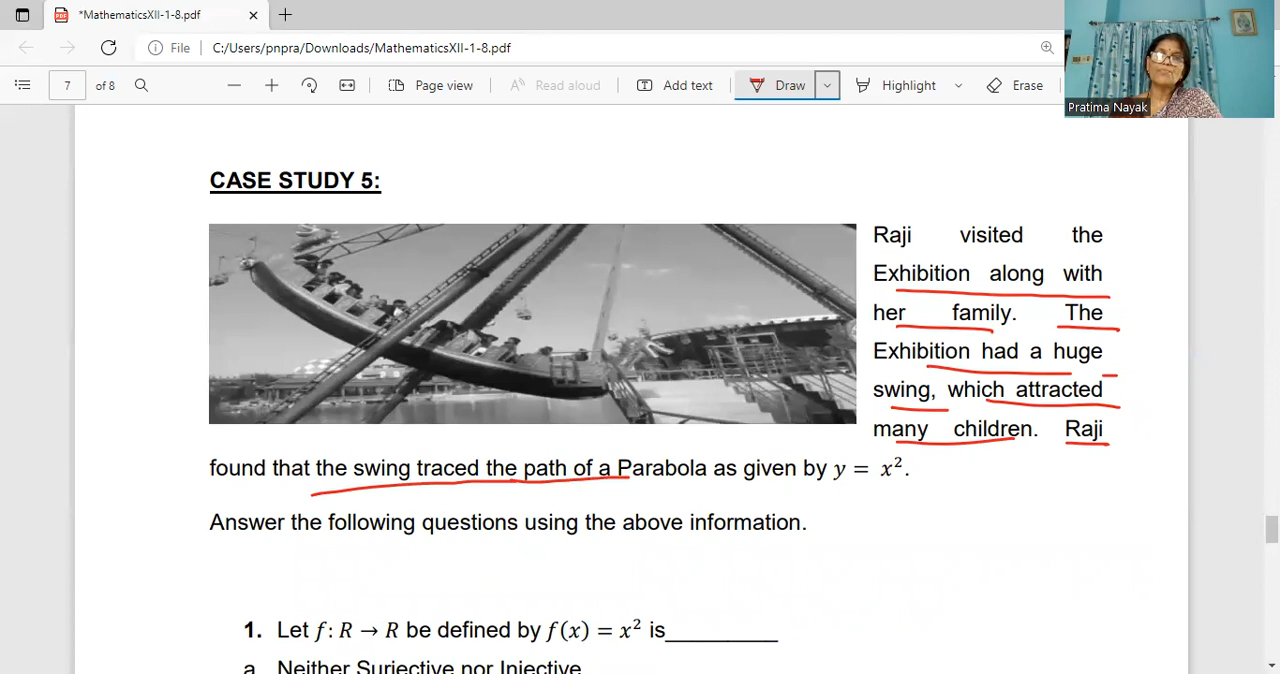 *MathematicsXII-1-8.pdf
File C:/Users/pnpra/Downloads/MathematicsXII-1-8.pdf
7 of 8 Page view Read aloud Add text Draw Highlight Erase
Pratima Nayak
CASE STUDY 5:
Raji visited the
Exhibition along with
her family. The
Exhibition had a huge
swing, which attracted
many children. Raji
found that the swing traced the path of a Parabola as given by y = x².
Answer the following questions using the above information.
1. Let f: R → R be defined by f(x) = x² is_________
a. Neither Surjective nor Injective